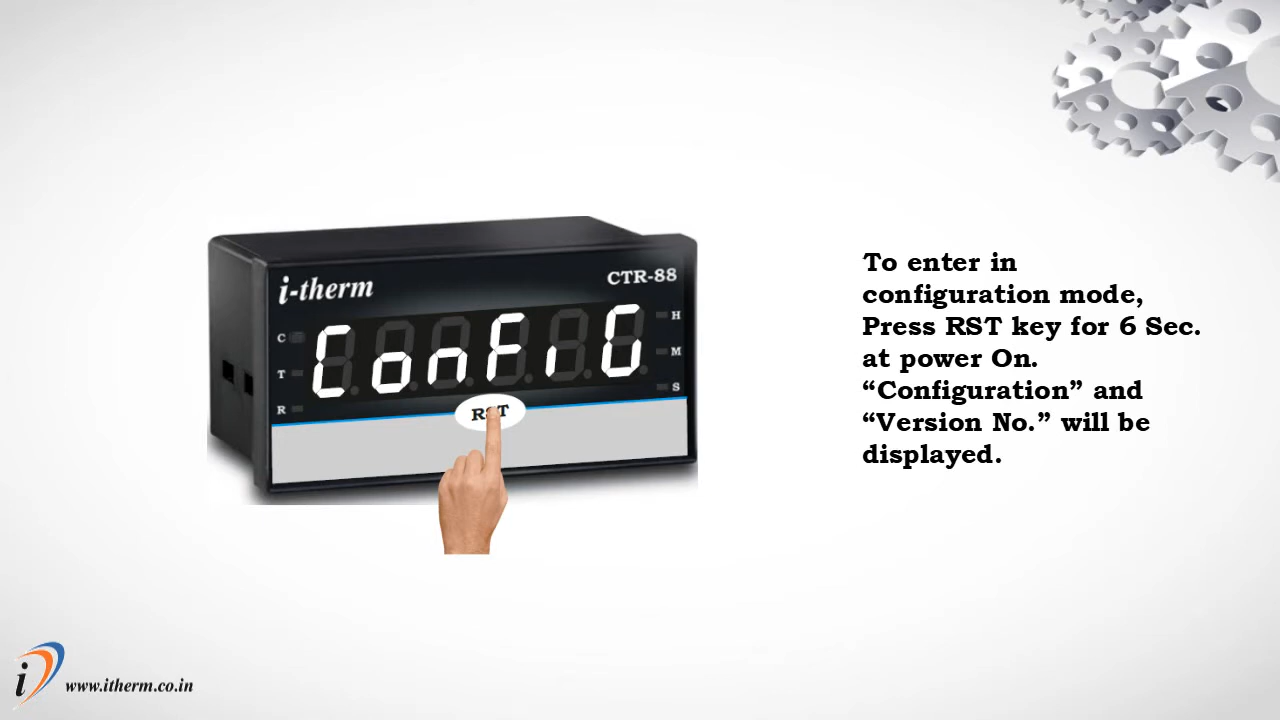 i-therm
CTR-88
C
T
R
ConFiG
H
M
S
RST
To enter in
configuration mode,
Press RST key for 6 Sec.
at power On.
“Configuration” and
“Version No.” will be
displayed.
i
www.itherm.co.in